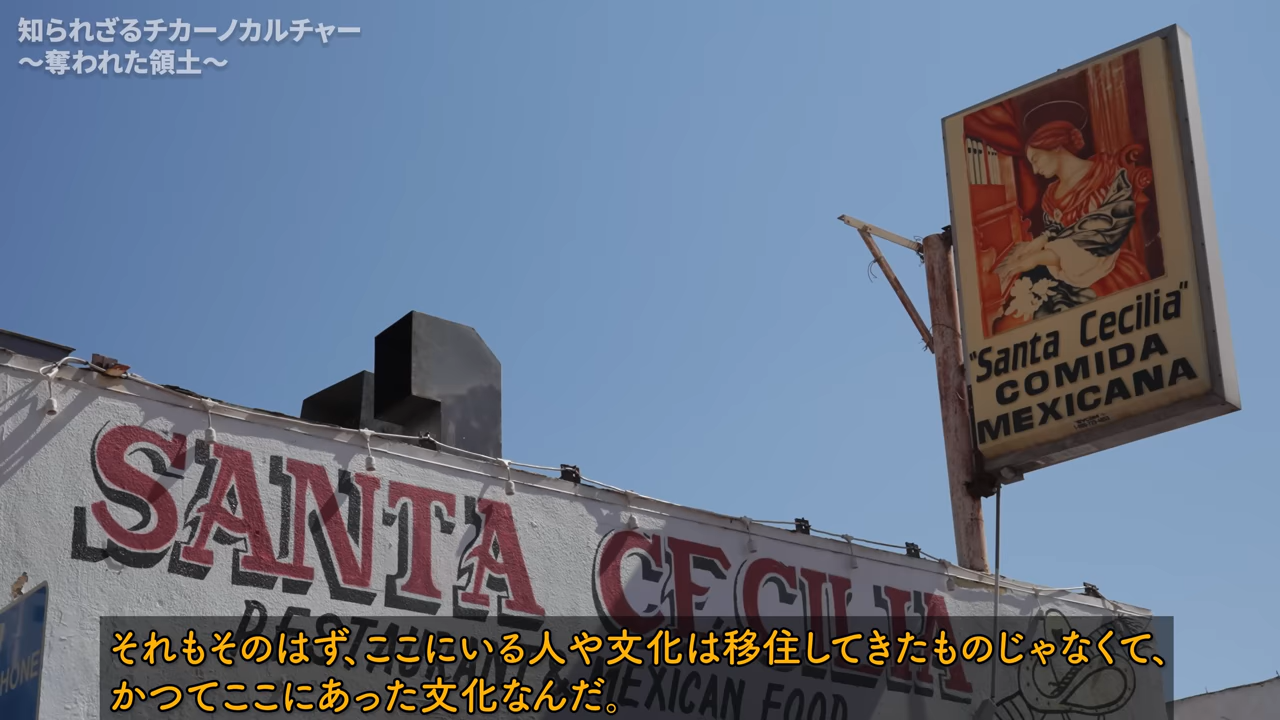 知られざるチカーノカルチャー
〜奪われた領土〜
"Santa Cecilia"
COMIDA
MEXICANA
SANTA CECILIA
RESTAURANT & MEXICAN FOOD
PHONE
それもそのはず、ここにいる人や文化は移住してきたものじゃなくて、
かつてここにあった文化なんだ。